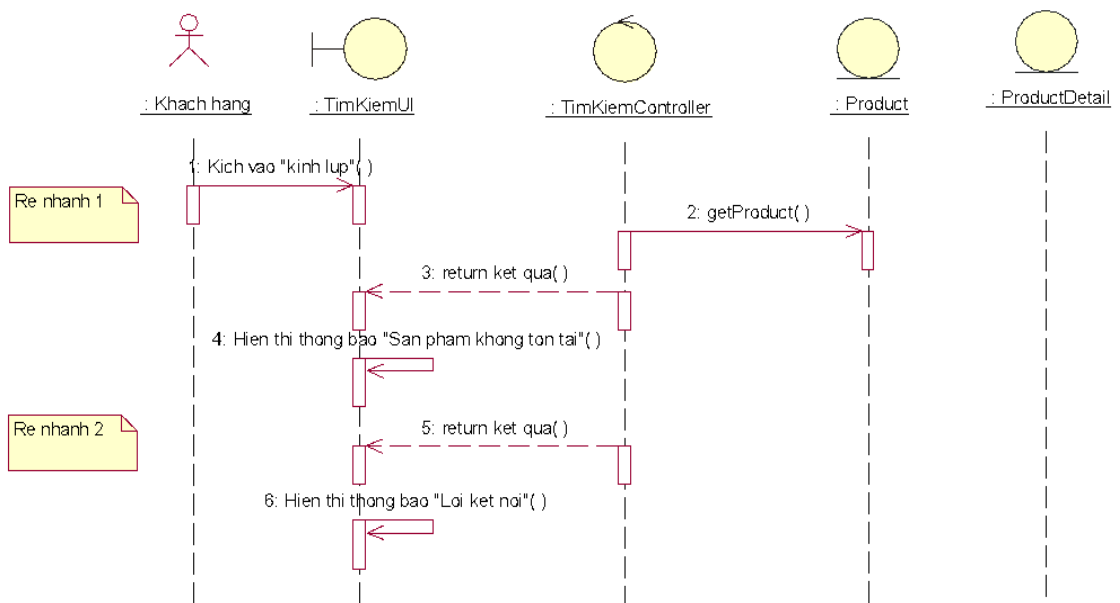 : Khach hang
: TimKiemUI
: TimKiemController
: Product
: ProductDetail
1: Kich vao "kinh lup"( )
Re nhanh 1
2: getProduct( )
3: return ket qua( )
4: Hien thi thong bao "San pham khong ton tai"( )
Re nhanh 2
5: return ket qua( )
6: Hien thi thong bao "Loi ket noi"( )